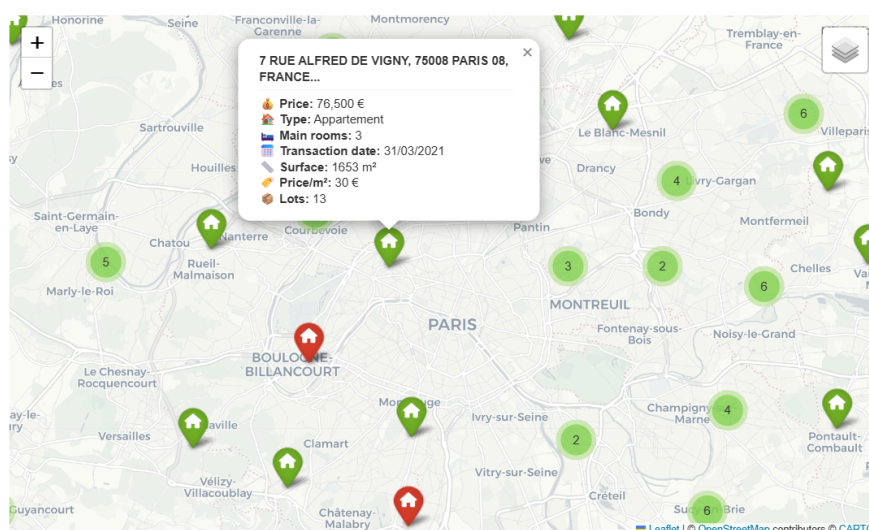 Honorine
Seine
Franconville-la-
Garenne
Montmorency
Tremblay-en-
France
+
−
×
7 RUE ALFRED DE VIGNY, 75008 PARIS 08,
FRANCE...
Price: 76,500 €
Type: Appartement
Main rooms: 3
Transaction date: 31/03/2021
Surface: 1653 m²
Price/m²: 30 €
Lots: 13
6
Le Blanc-Mesnil
Villeparis
Sartrouville
Houilles
Drancy
4
Livry-Gargan
Saint-Germain-
en-Laye
Bondy
Montfermeil
Chatou
Nanterre
Courbevoie
Pantin
5
Rueil-
Malmaison
3
2
Chelles
6
Marly-le-Roi
MONTREUIL
PARIS
Fontenay-sous-
Bois
Noisy-le-Grand
BOULOGNE-
BILLANCOURT
Le Chesnay-
Rocquencourt
Montrouge
Ivry-sur-Seine
Champigny
Marne
4
ay-le-
Versailles
aville
Clamart
2
Pontault-
Combault
Vélizy-
Villacoublay
Vitry-sur-Seine
Créteil
Guyancourt
Châtenay-
Malabry
6
Leaflet | © OpenStreetMap contributors © CARTO